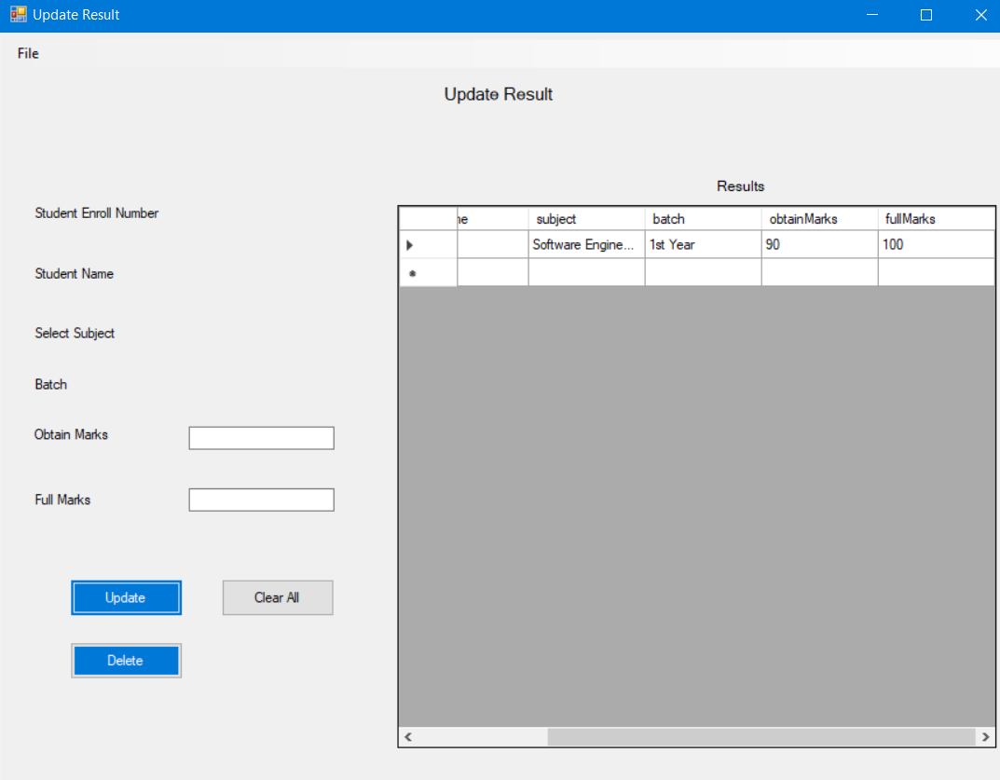 Update Result
File
Update Result
Results
Student Enroll Number
Student Name
Select Subject
Batch
Obtain Marks
Full Marks
Update
Clear All
Delete
subject batch obtainMarks fullMarks
Software Engine... 1st Year 90 100